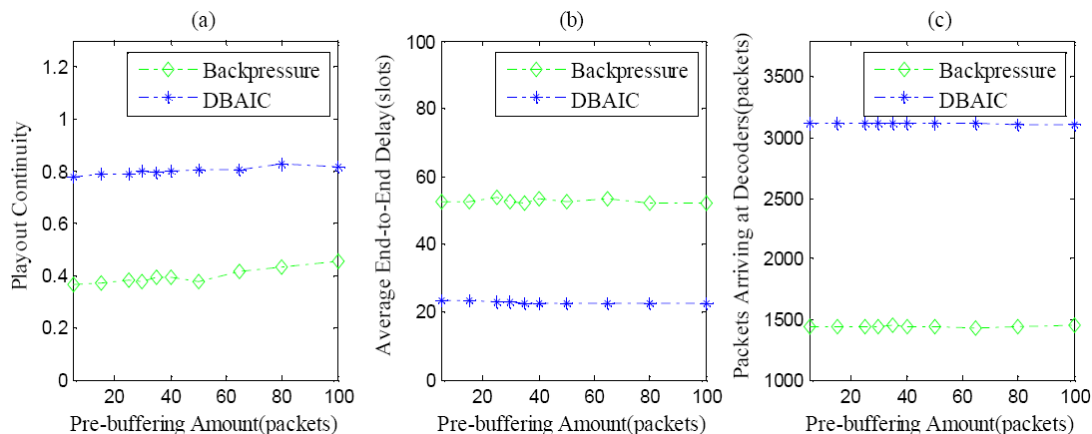 (a)
Playout Continuity
1.2
1
0.8
0.6
0.4
0.2
0
Backpressure
DBAIC
20 40 60 80 100
Pre-buffering Amount(packets)
(b)
Average End-to-End Delay(slots)
100
80
60
40
20
0
Backpressure
DBAIC
20 40 60 80 100
Pre-buffering Amount(packets)
(c)
Packets Arriving at Decoders(packets)
3500
3000
2500
2000
1500
1000
Backpressure
DBAIC
20 40 60 80 100
Pre-buffering Amount(packets)